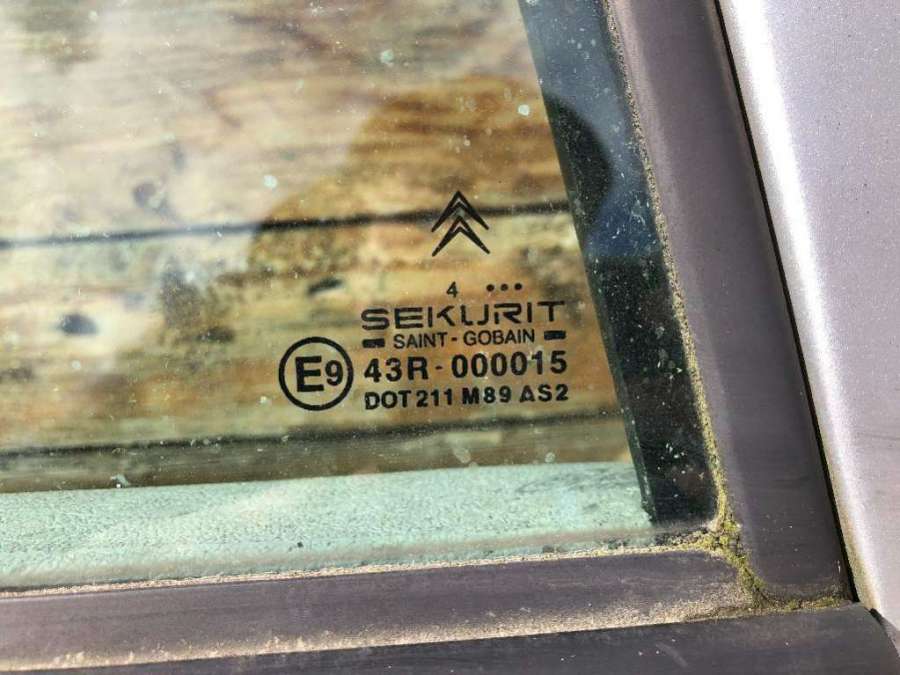 4 •••
SEKURIT
SAINT-GOBAIN
E9 43R-000015
DOT 211 M89 AS2